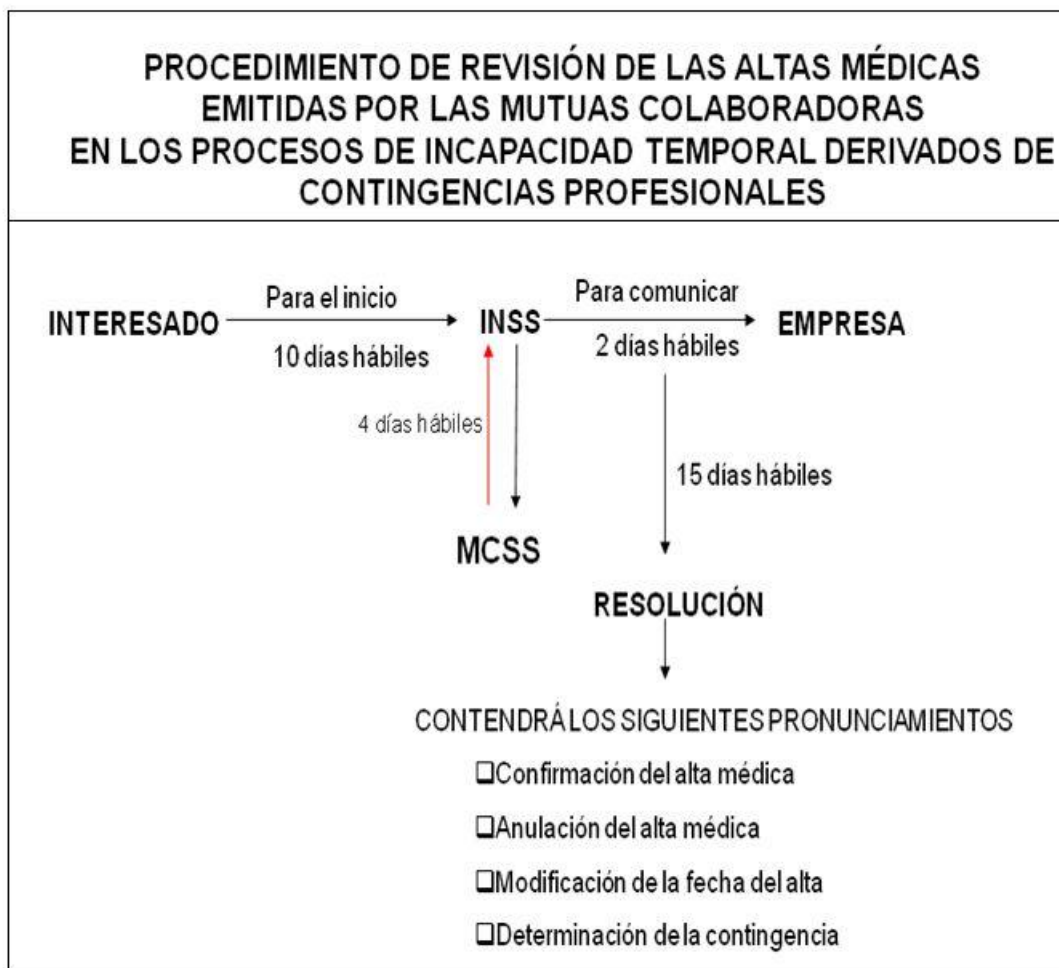 PROCEDIMIENTO DE REVISIÓN DE LAS ALTAS MÉDICAS
EMITIDAS POR LAS MUTUAS COLABORADORAS
EN LOS PROCESOS DE INCAPACIDAD TEMPORAL DERIVADOS DE
CONTINGENCIAS PROFESIONALES
Para el inicio
Para comunicar
INTERESADO
INSS
EMPRESA
10 días hábiles
2 días hábiles
4 días hábiles
15 días hábiles
MCSS
RESOLUCIÓN
CONTENDRÁ LOS SIGUIENTES PRONUNCIAMIENTOS
❑Confirmación del alta médica
❑Anulación del alta médica
❑Modificación de la fecha del alta
❑Determinación de la contingencia